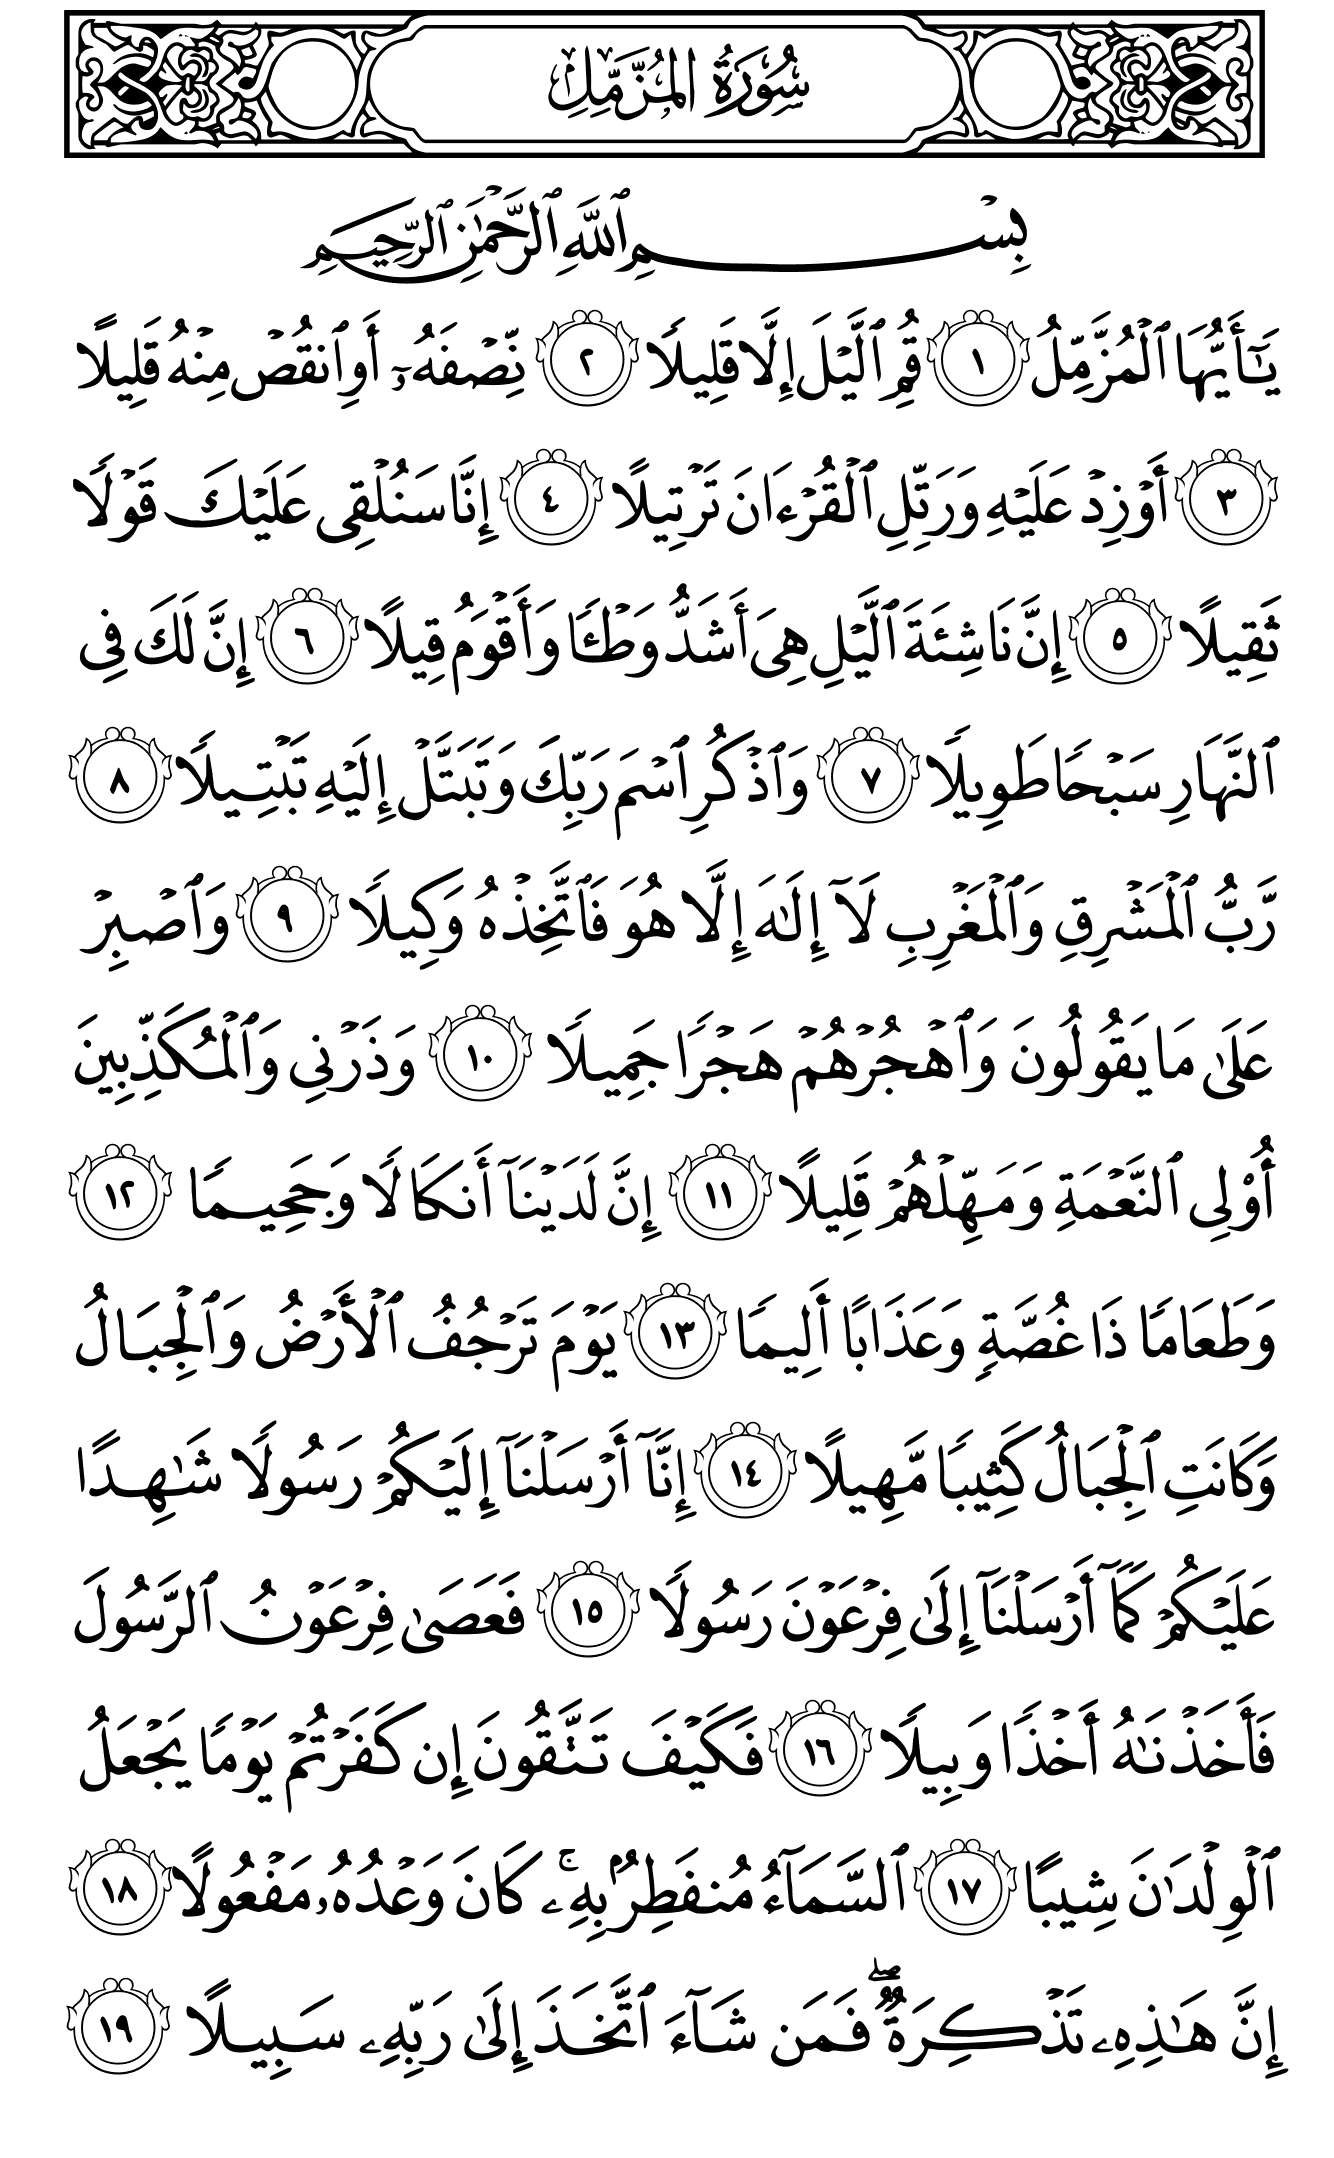 سُورَةُ المُزَّمِّلِ
بِسْمِ ٱللَّهِ ٱلرَّحْمَٰنِ ٱلرَّحِيمِ
يَٰٓأَيُّهَا ٱلْمُزَّمِّلُ ١ قُمِ ٱلَّيْلَ إِلَّا قَلِيلًا ٢ نِّصْفَهُۥٓ أَوِ ٱنقُصْ مِنْهُ قَلِيلًا
٣ أَوْ زِدْ عَلَيْهِ وَرَتِّلِ ٱلْقُرْءَانَ تَرْتِيلًا ٤ إِنَّا سَنُلْقِى عَلَيْكَ قَوْلًا
ثَقِيلًا ٥ إِنَّ نَاشِئَةَ ٱلَّيْلِ هِىَ أَشَدُّ وَطْـًٔا وَأَقْوَمُ قِيلًا ٦ إِنَّ لَكَ فِى
ٱلنَّهَارِ سَبْحًا طَوِيلًا ٧ وَٱذْكُرِ ٱسْمَ رَبِّكَ وَتَبَتَّلْ إِلَيْهِ تَبْتِيلًا ٨
رَّبُّ ٱلْمَشْرِقِ وَٱلْمَغْرِبِ لَآ إِلَٰهَ إِلَّا هُوَ فَٱتَّخِذْهُ وَكِيلًا ٩ وَٱصْبِرْ
عَلَىٰ مَا يَقُولُونَ وَٱهْجُرْهُمْ هَجْرًا جَمِيلًا ١٠ وَذَرْنِى وَٱلْمُكَذِّبِينَ
أُو۟لِى ٱلنَّعْمَةِ وَمَهِّلْهُمْ قَلِيلًا ١١ إِنَّ لَدَيْنَآ أَنكَالًا وَجَحِيمًا ١٢
وَطَعَامًا ذَا غُصَّةٍ وَعَذَابًا أَلِيمًا ١٣ يَوْمَ تَرْجُفُ ٱلْأَرْضُ وَٱلْجِبَالُ
وَكَانَتِ ٱلْجِبَالُ كَثِيبًا مَّهِيلًا ١٤ إِنَّآ أَرْسَلْنَآ إِلَيْكُمْ رَسُولًا شَٰهِدًا
عَلَيْكُمْ كَمَآ أَرْسَلْنَآ إِلَىٰ فِرْعَوْنَ رَسُولًا ١٥ فَعَصَىٰ فِرْعَوْنُ ٱلرَّسُولَ
فَأَخَذْنَٰهُ أَخْذًا وَبِيلًا ١٦ فَكَيْفَ تَتَّقُونَ إِن كَفَرْتُمْ يَوْمًا يَجْعَلُ
ٱلْوِلْدَٰنَ شِيبًا ١٧ ٱلسَّمَآءُ مُنفَطِرٌۢ بِهِۦ ۚ كَانَ وَعْدُهُۥ مَفْعُولًا ١٨
إِنَّ هَٰذِهِۦ تَذْكِرَةٌ ۖ فَمَن شَآءَ ٱتَّخَذَ إِلَىٰ رَبِّهِۦ سَبِيلًا ١٩